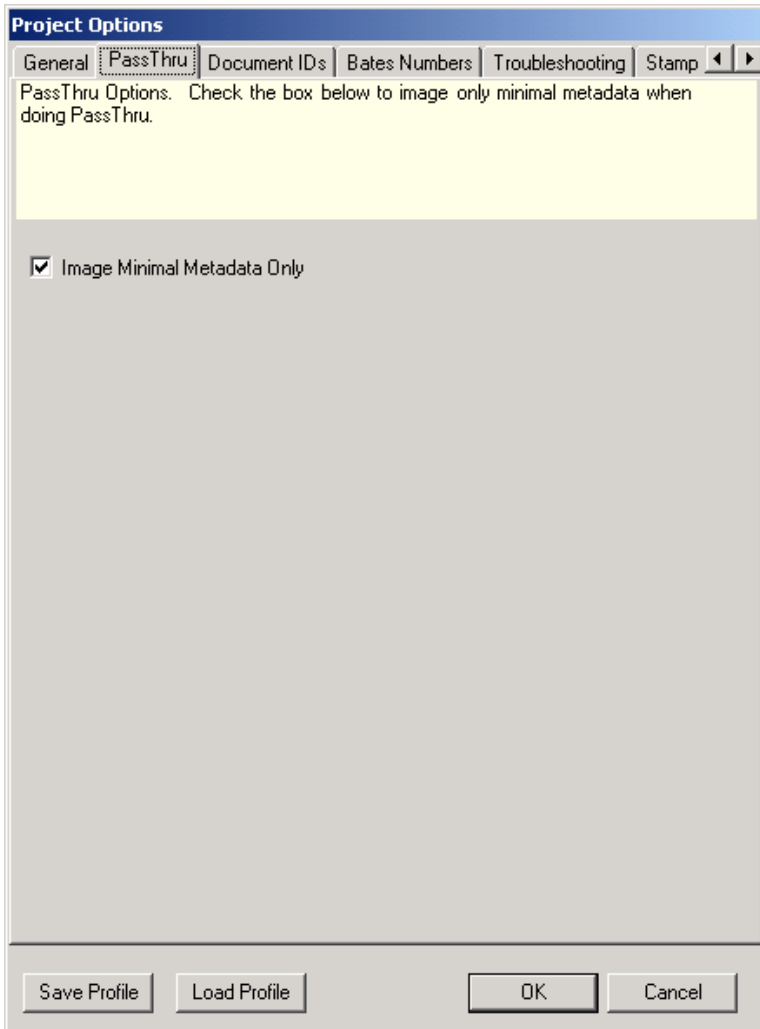 Project Options
General PassThru Document IDs Bates Numbers Troubleshooting Stamp
PassThru Options. Check the box below to image only minimal metadata when
doing PassThru.
Image Minimal Metadata Only
Save Profile Load Profile OK Cancel